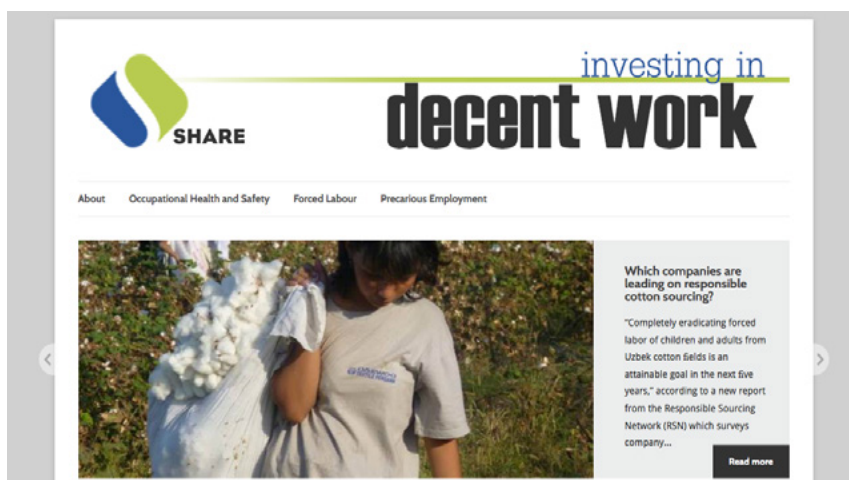 investing in
SHARE
decent work
About Occupational Health and Safety Forced Labour Precarious Employment
Which companies are
leading on responsible
cotton sourcing?
"Completely eradicating forced
labor of children and adults from
Uzbek cotton fields is an
attainable goal in the next five
years," according to a new report
from the Responsible Sourcing
Network (RSN) which surveys
company...
Read more